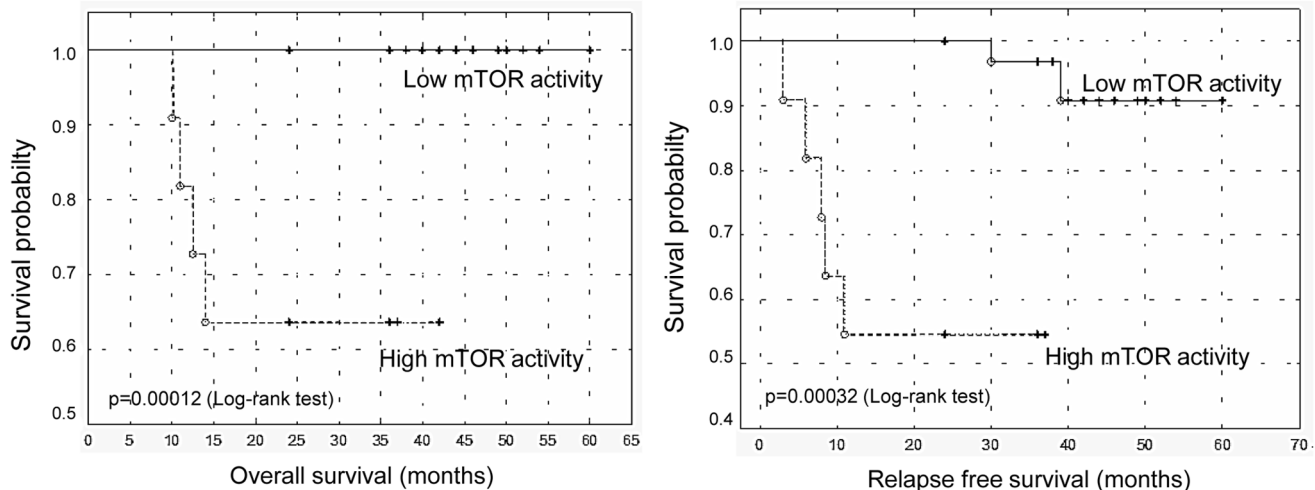 1.0
0.9
0.8
0.7
0.6
0.5
Survival probabilty
Low mTOR activity
High mTOR activity
p=0.00012 (Log-rank test)
0 5 10 15 20 25 30 35 40 45 50 55 60 65
Overall survival (months)
1.0
0.9
0.8
0.7
0.6
0.5
0.4
Survival probabilty
Low mTOR activity
High mTOR activity
p=0.00032 (Log-rank test)
0 10 20 30 40 50 60 70
Relapse free survival (months)